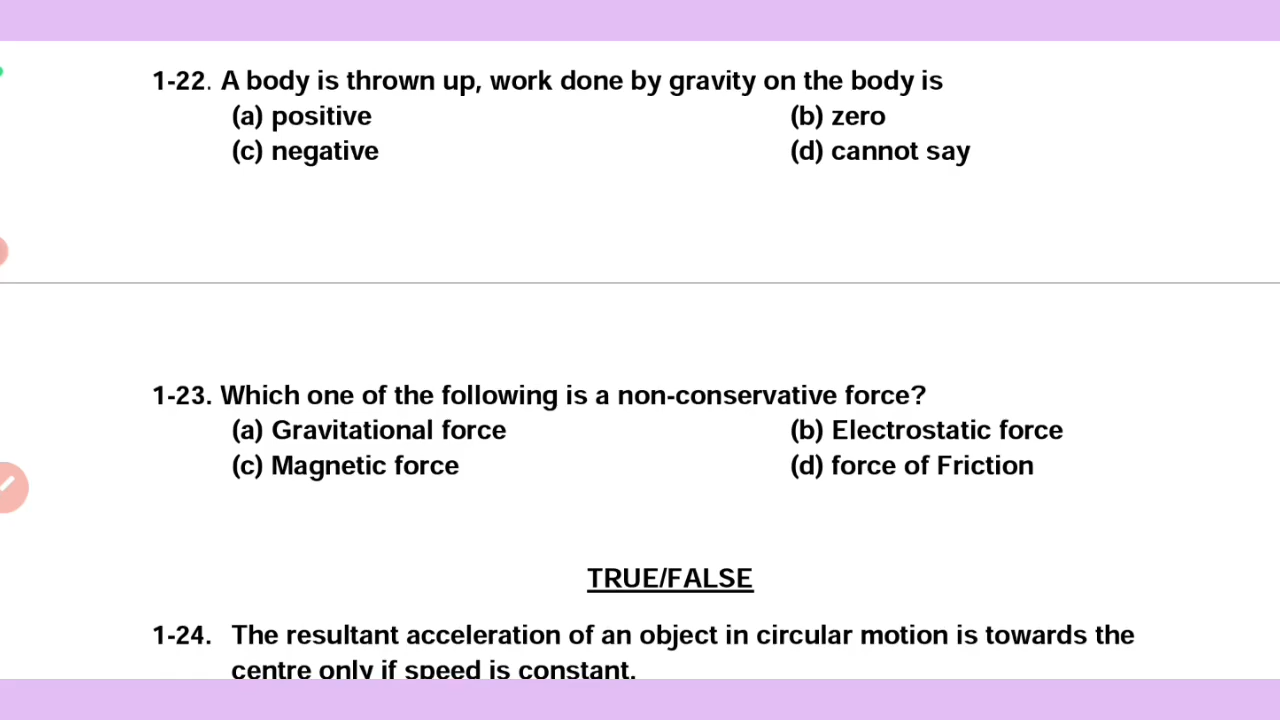 1-22. A body is thrown up, work done by gravity on the body is
(a) positive (b) zero
(c) negative (d) cannot say
1-23. Which one of the following is a non-conservative force?
(a) Gravitational force (b) Electrostatic force
(c) Magnetic force (d) force of Friction
TRUE/FALSE
1-24. The resultant acceleration of an object in circular motion is towards the
centre only if speed is constant.